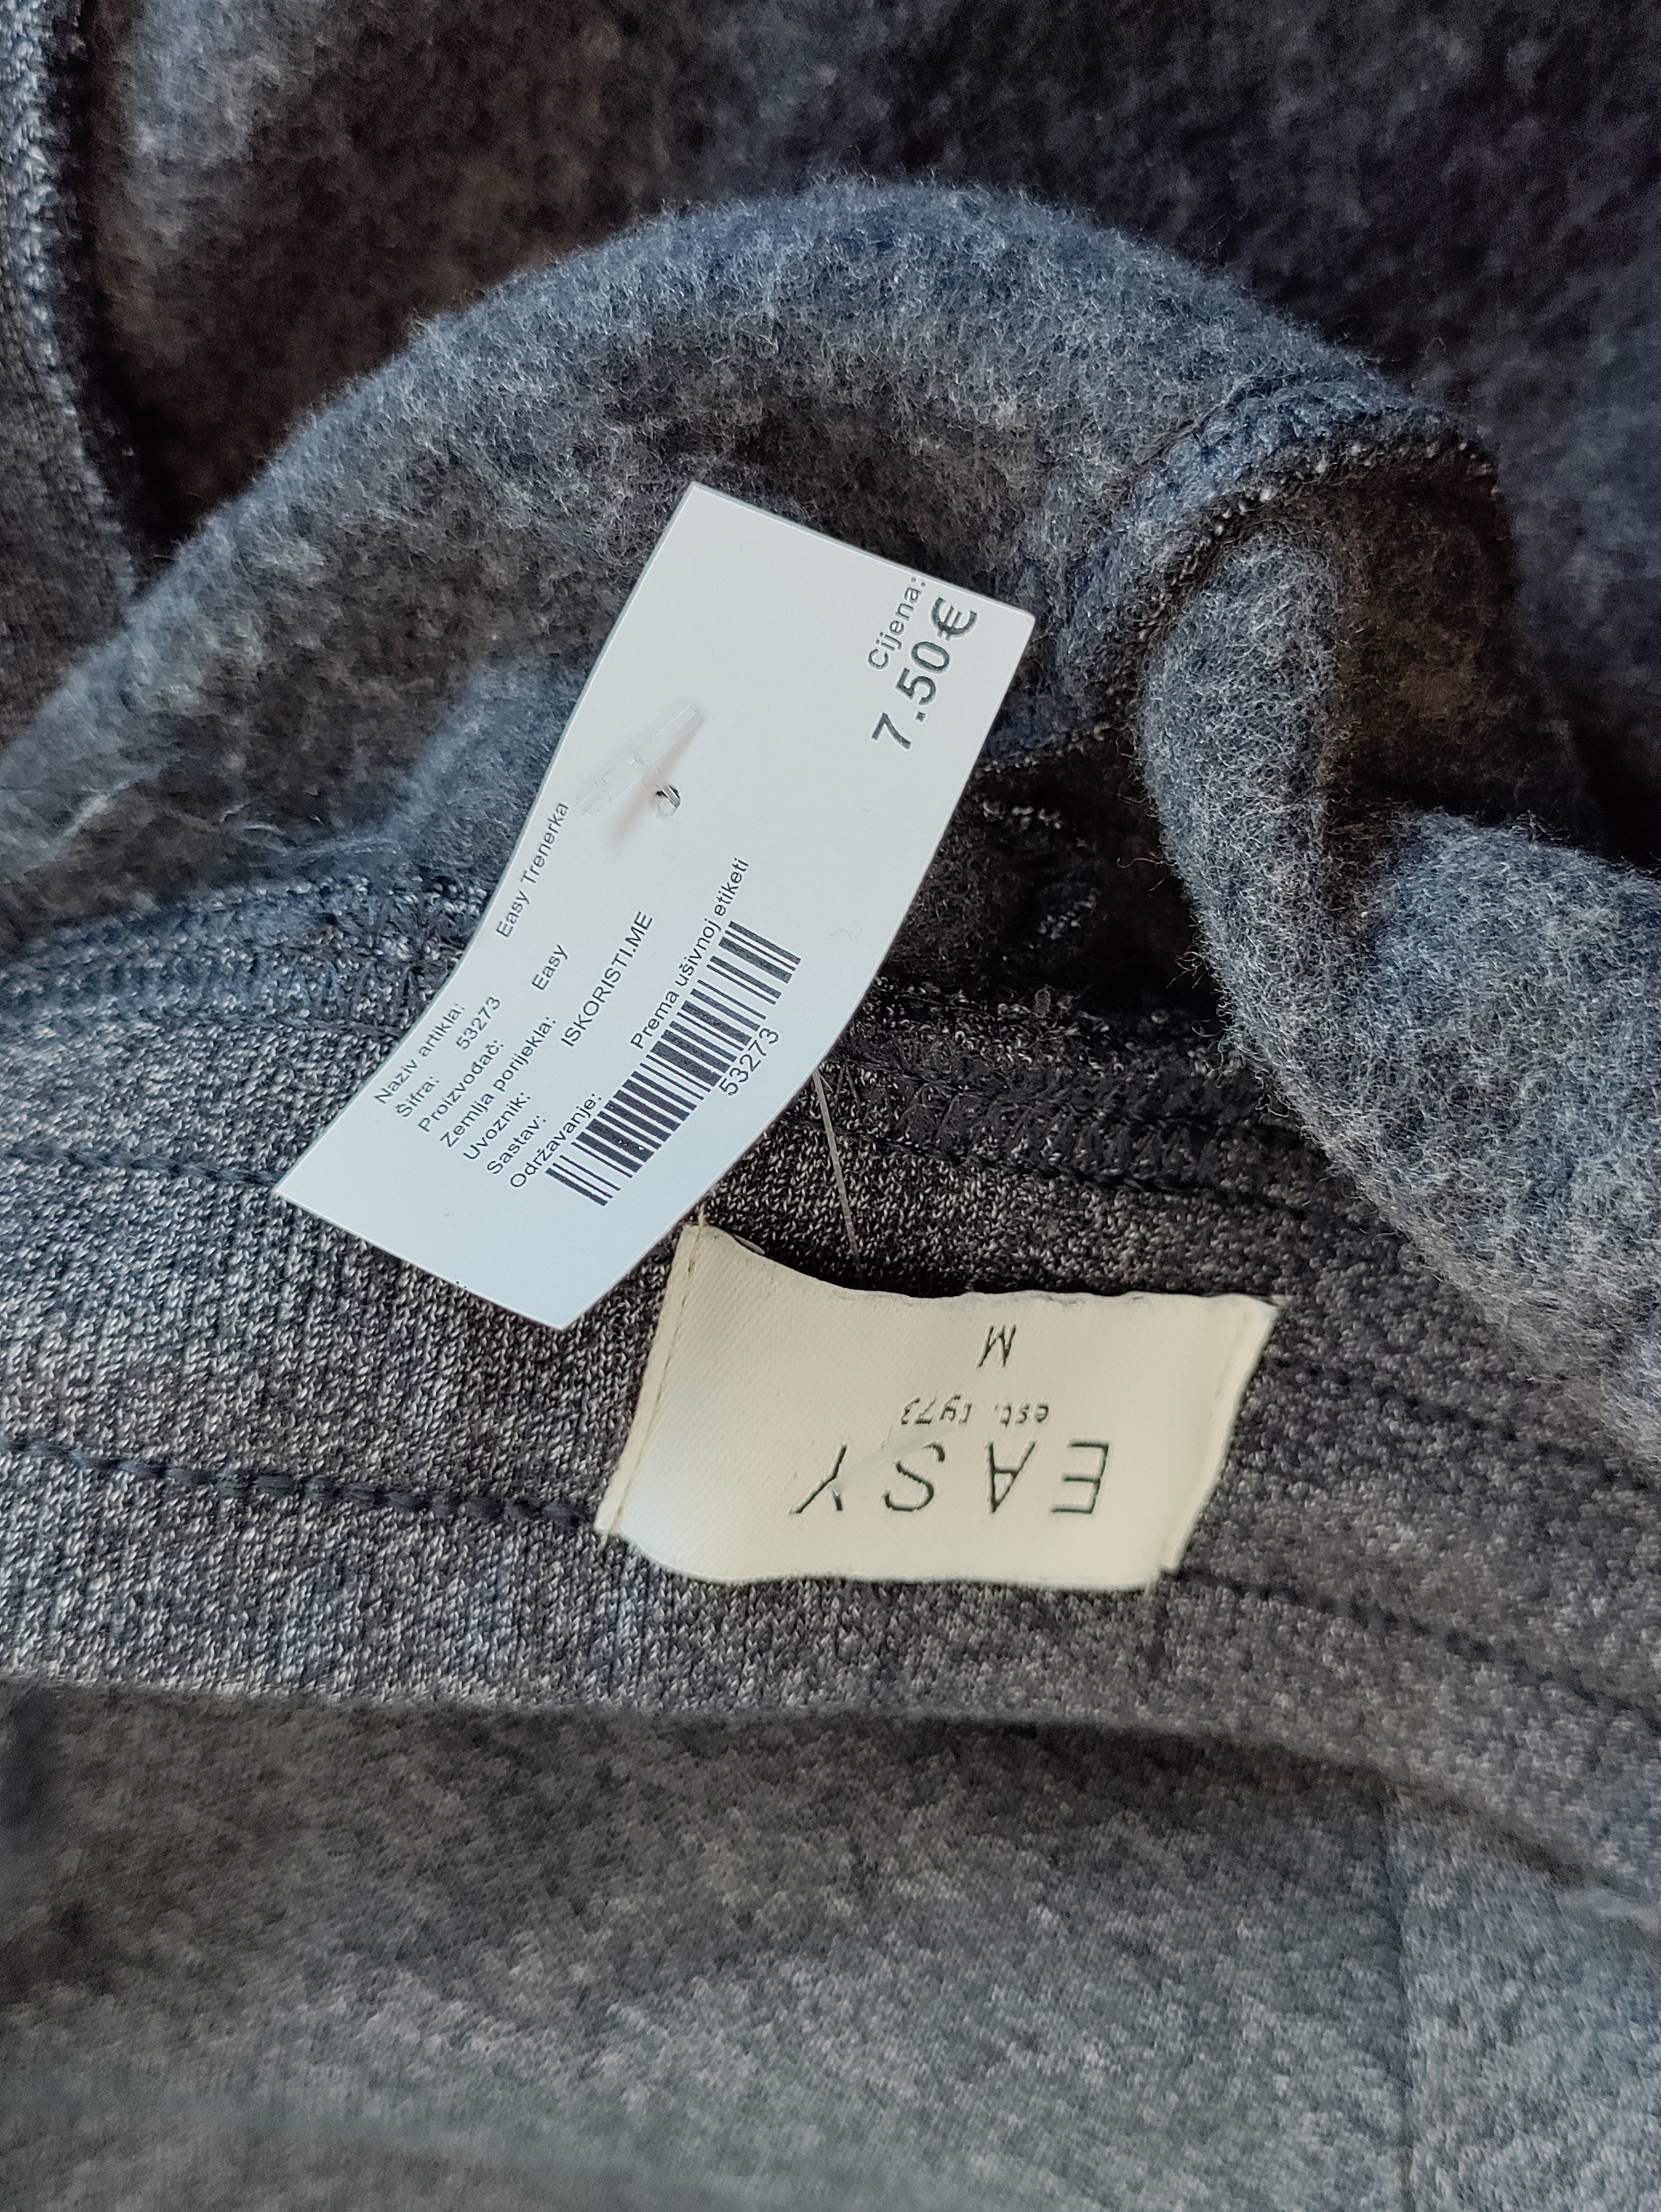 Naziv artikla: Easy Trenerka
Šifra: 53273
Proizvođač: Easy
Zemlja porijekla:
Uvoznik: ISKORISTI.ME
Sastav:
Održavanje: Prema ušivnoj etiketi
53273
Cijena:
7.50€
EASY
est. 1973
M